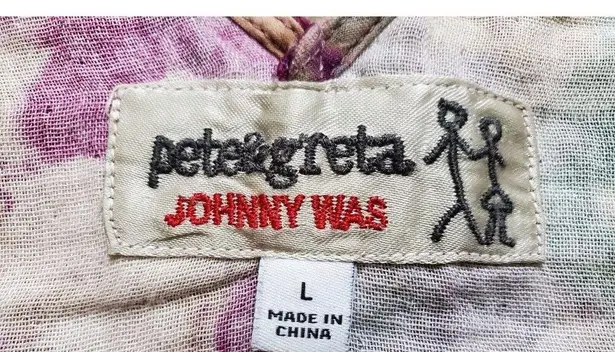 pete&greta
JOHNNY WAS
L
MADE IN
CHINA